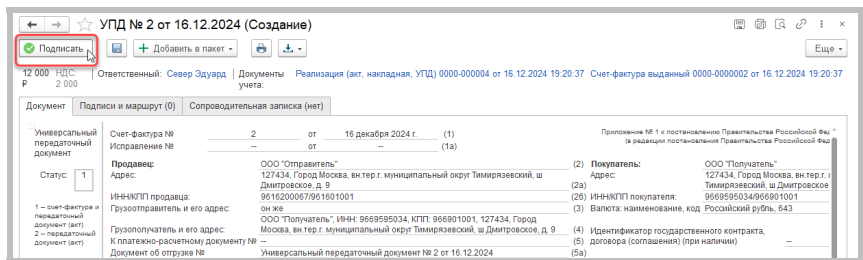 УПД № 2 от 16.12.2024 (Создание)
Подписать Добавить в пакет Еще
12 000 НДС: Ответственный: Север Эдуард Документы Реализация (акт, накладная, УПД) 0000-000004 от 16.12.2024 19:20:37 Счет-фактура выданный 0000-0000002 от 16.12.2024 19:20:37
₽ 2 000 учета:
Документ Подписи и маршрут (0) Сопроводительная записка (нет)
Универсальный передаточный документ
Статус: 1
1 – счет-фактура и передаточный документ (акт)
2 – передаточный документ (акт)
Счет-фактура № 2 от 16 декабря 2024 г. (1)
Исправление № -- от -- (1а)
Приложение № 1 к постановлению Правительства Российской Фед
(в редакции постановления Правительства Российской Фед
Продавец: ООО "Отправитель" (2) Покупатель: ООО "Получатель"
Адрес: 127434, Город Москва, вн.тер.г. муниципальный округ Тимирязевский, ш Адрес: 127434, Город Москва, вн.тер.г.
Дмитровское, д. 9 (2а) Тимирязевский, ш Дмитровское
ИНН/КПП продавца: 9616200067/961601001 (2б) ИНН/КПП покупателя: 9669595034/966901001
Грузоотправитель и его адрес: он же (3) Валюта: наименование, код Российский рубль, 643
ООО "Получатель", ИНН: 9669595034, КПП: 966901001, 127434, Город
Грузополучатель и его адрес: Москва, вн.тер.г. муниципальный округ Тимирязевский, ш Дмитровское, д. 9 (4) Идентификатор государственного контракта,
К платежно-расчетному документу № -- (5) договора (соглашения) (при наличии) --
Документ об отгрузке № Универсальный передаточный документ № 2 от 16.12.2024 (5а)